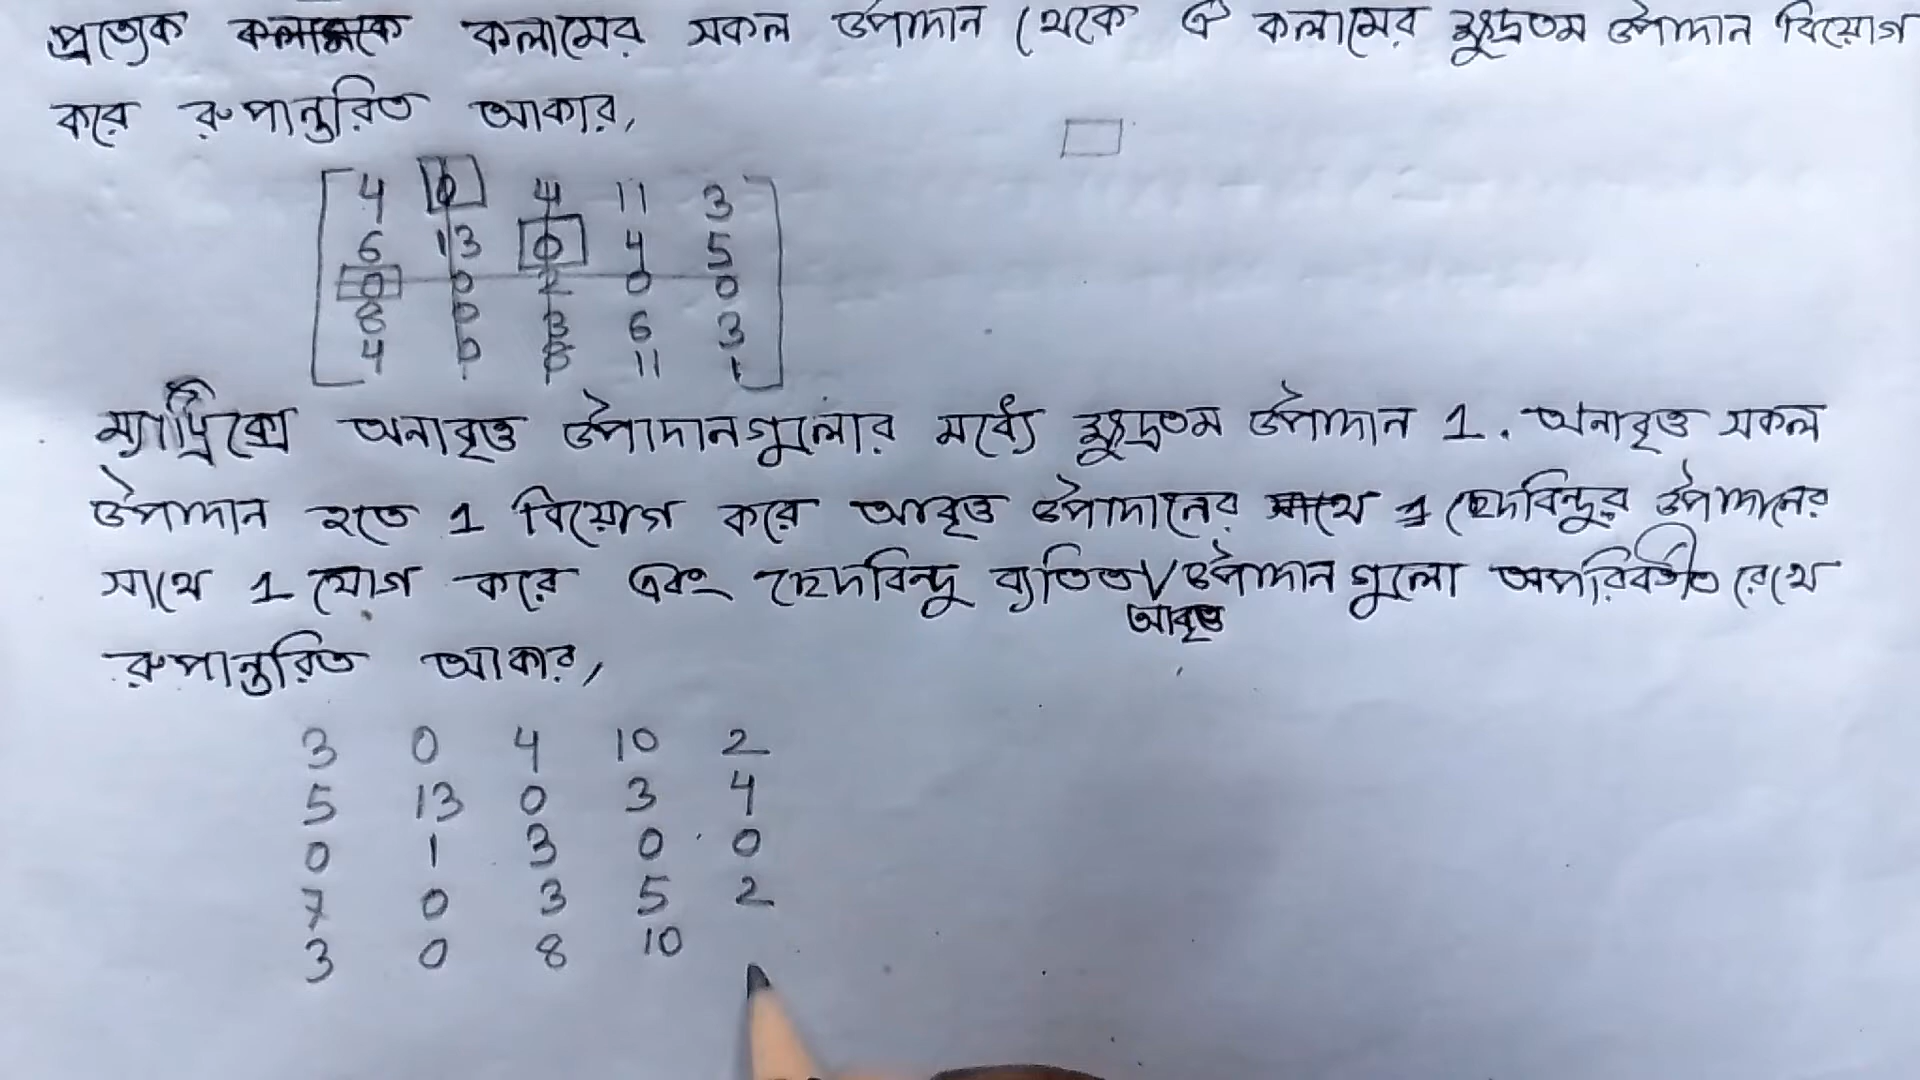 প্রত্যেক কলামের সকল উপাদান থেকে ঐ কলামের ক্ষুদ্রতম উপাদান বিয়োগ
করে রুপান্তরিত আকার,
4 0 4 11 3
6 13 0 4 5
0 0 2 0 0
8 0 3 6 3
4 0 8 11 1
ম্যাট্রিক্সে অনাবৃত্ত উপাদানগুলোর মধ্যে ক্ষুদ্রতম উপাদান 1. অনাবৃত্ত সকল
উপাদান হতে 1 বিয়োগ করে আবৃত্ত উপাদানের ছেদবিন্দুর উপাদানের
সাথে 1 যোগ করে এবং ছেদবিন্দু ব্যতিত আবৃত্ত উপাদান গুলো অপরিবর্তীত রেখে
রুপান্তরিত আকার,
3 0 4 10 2
5 13 0 3 4
0 1 3 0 0
7 0 3 5 2
3 0 8 10